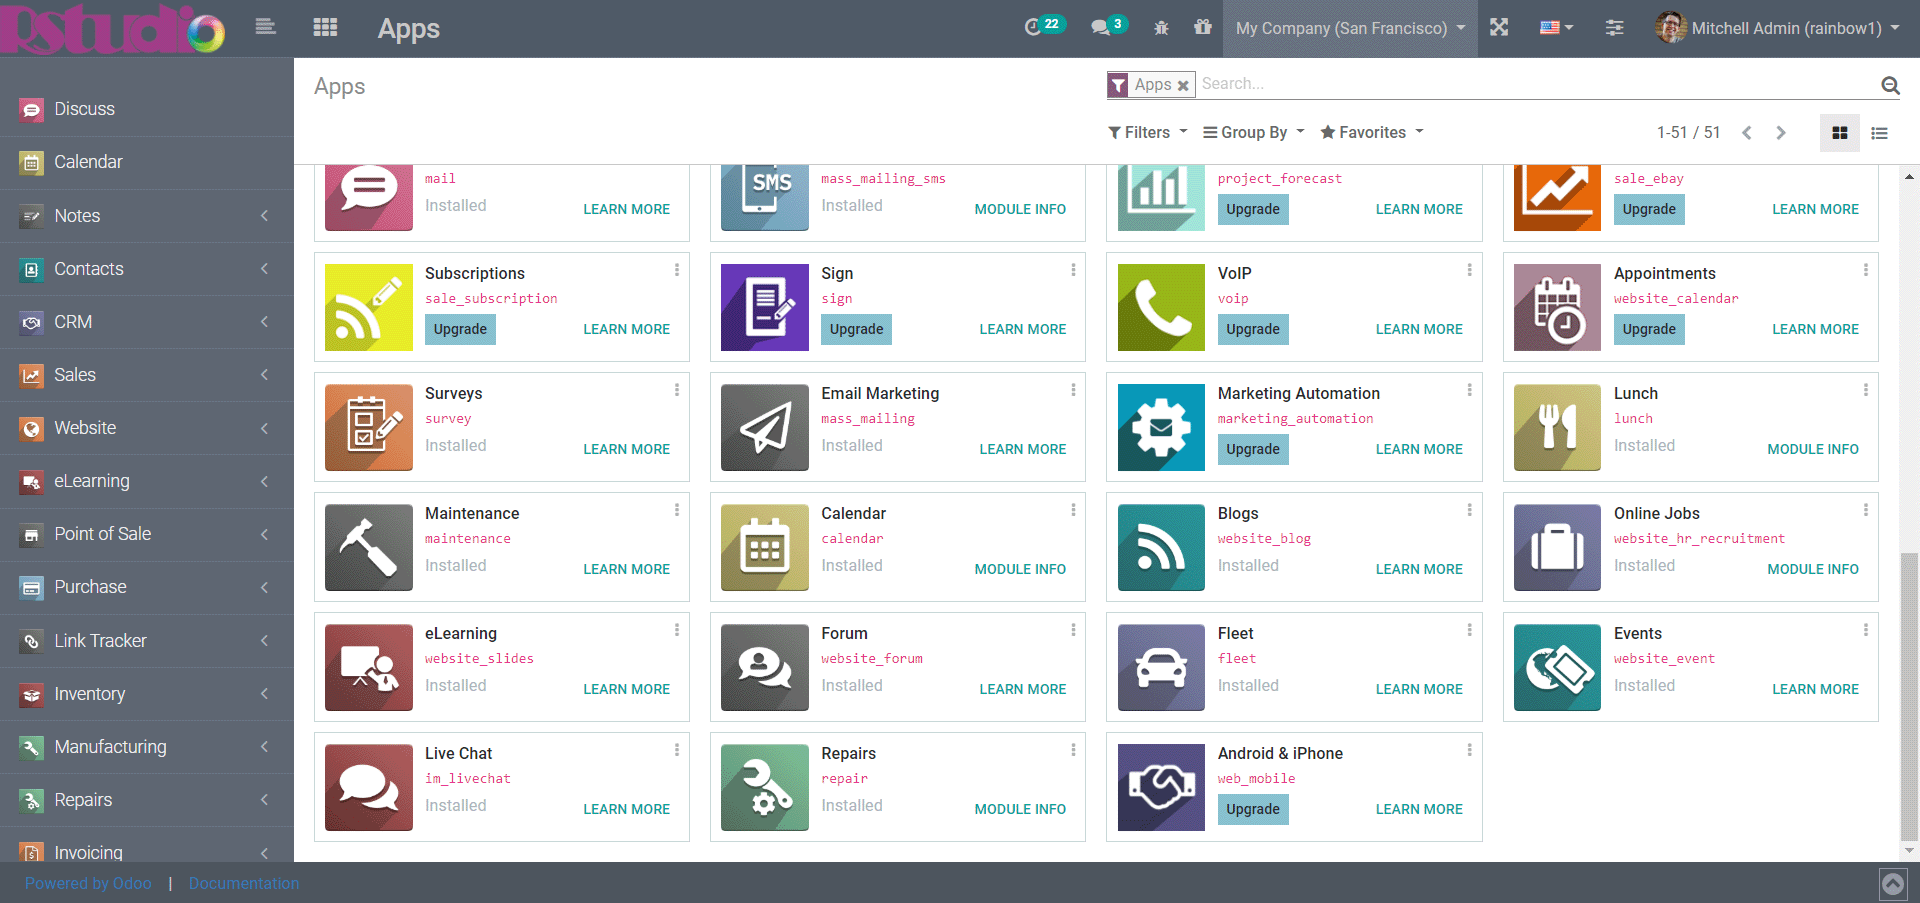 Rstudio
Apps
22
3
My Company (San Francisco)
Mitchell Admin (rainbow1)
Discuss
Calendar
Notes
Contacts
CRM
Sales
Website
eLearning
Point of Sale
Purchase
Link Tracker
Inventory
Manufacturing
Repairs
Invoicing
Apps
Apps
Search...
Filters
Group By
Favorites
1-51 / 51
mail
Installed
LEARN MORE
SMS
mass_mailing_sms
Installed
MODULE INFO
project_forecast
Upgrade
LEARN MORE
sale_ebay
Upgrade
LEARN MORE
Subscriptions
sale_subscription
Upgrade
LEARN MORE
Sign
sign
Upgrade
LEARN MORE
VoIP
voip
Upgrade
LEARN MORE
Appointments
website_calendar
Upgrade
LEARN MORE
Surveys
survey
Installed
LEARN MORE
Email Marketing
mass_mailing
Installed
LEARN MORE
Marketing Automation
marketing_automation
Upgrade
LEARN MORE
Lunch
lunch
Installed
MODULE INFO
Maintenance
maintenance
Installed
LEARN MORE
Calendar
calendar
Installed
MODULE INFO
Blogs
website_blog
Installed
LEARN MORE
Online Jobs
website_hr_recruitment
Installed
MODULE INFO
eLearning
website_slides
Installed
LEARN MORE
Forum
website_forum
Installed
LEARN MORE
Fleet
fleet
Installed
LEARN MORE
Events
website_event
Installed
LEARN MORE
Live Chat
im_livechat
Installed
LEARN MORE
Repairs
repair
Installed
MODULE INFO
Android & iPhone
web_mobile
Upgrade
LEARN MORE
Powered by Odoo | Documentation